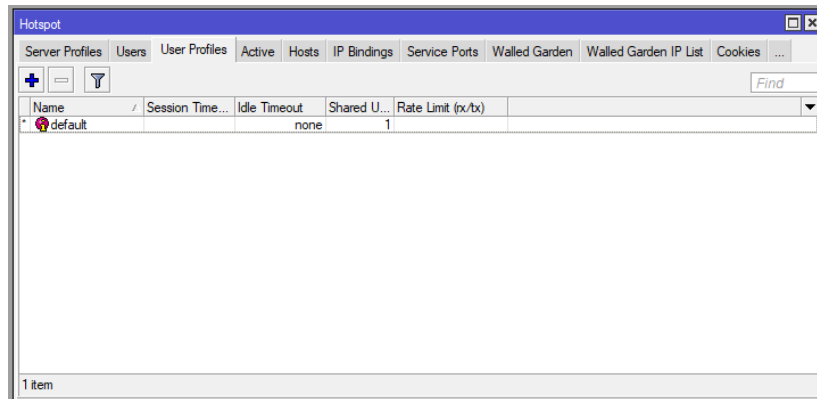 Hotspot
Server Profiles Users User Profiles Active Hosts IP Bindings Service Ports Walled Garden Walled Garden IP List Cookies ...
Find
Name Session Time... Idle Timeout Shared U... Rate Limit (rx/tx)
* default none 1
1 item